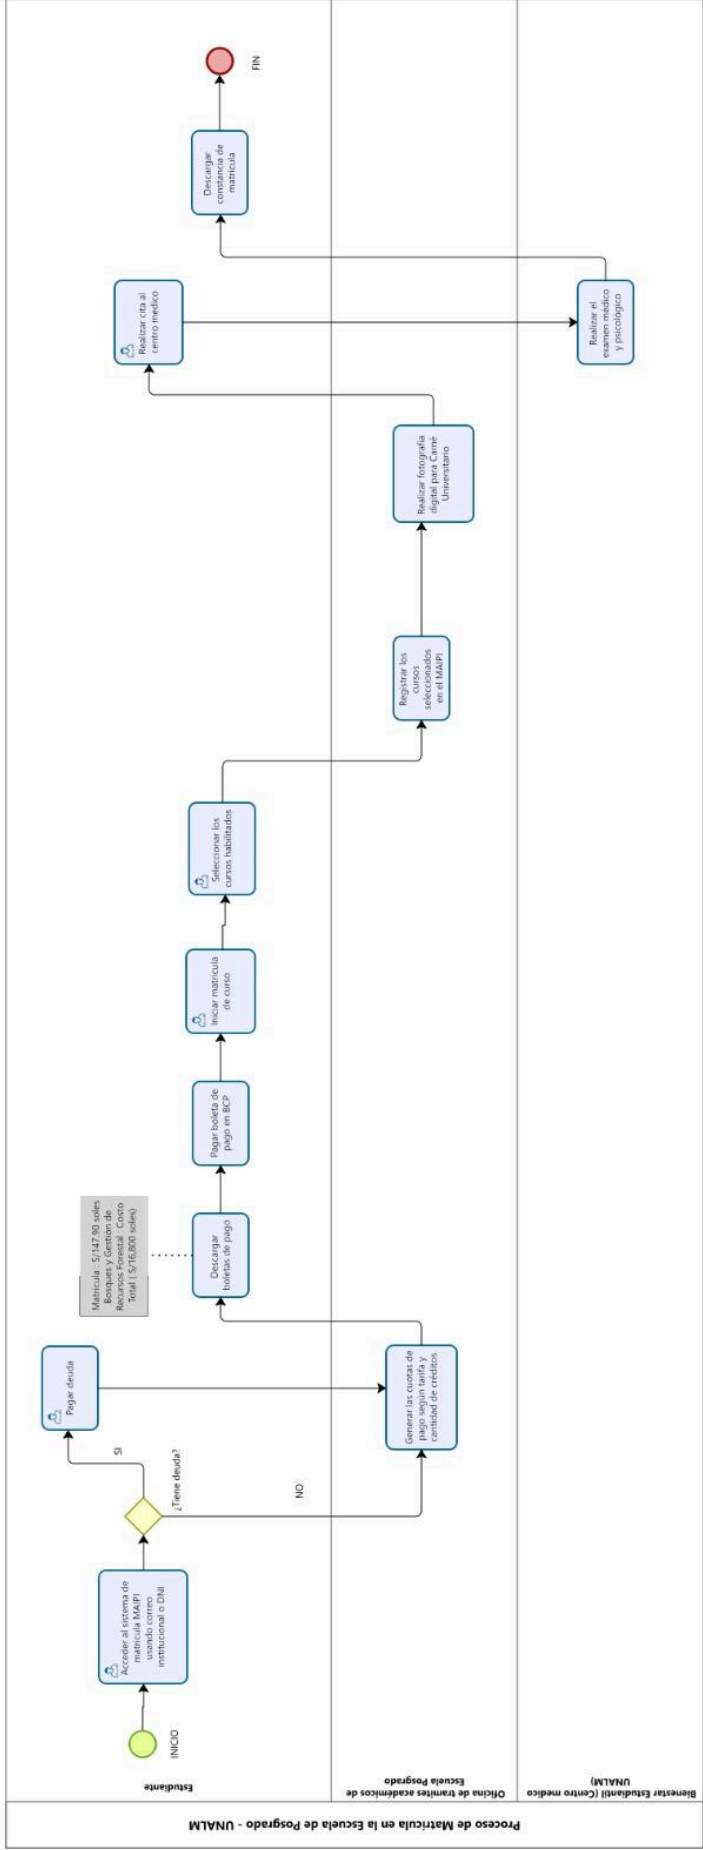 Proceso de Matrícula en la Escuela de Posgrado - UNALM
Estudiante
Oficina de tramites académicos de
Escuela Posgrado
Bienestar Estudiantil (Centro medico
UNALM)
INICIO
Acceder al sistema de
matrícula MAIPI
usando correo
institucional o DNI
¿Tiene deuda?
SI
NO
Pagar deuda
Generar las cuotas de
pago según tarifa y
cantidad de créditos
Matrícula : S/147.90 soles
Bosques y Gestión de
Recursos Forestal : Costo
Total ( S/16,800 soles)
Descargar
boletas de pago
Pagar boleta de
pago en BCP
Iniciar matrícula
de curso
Seleccionar los
cursos habilitados
Registrar los
cursos
seleccionados
en el MAIPI
Realizar fotografía
digital para Carné
Universitario
Realizar cita al
centro medico
Realizar el
examen médico
y psicológico
Descargar
constancia de
matrícula
FIN